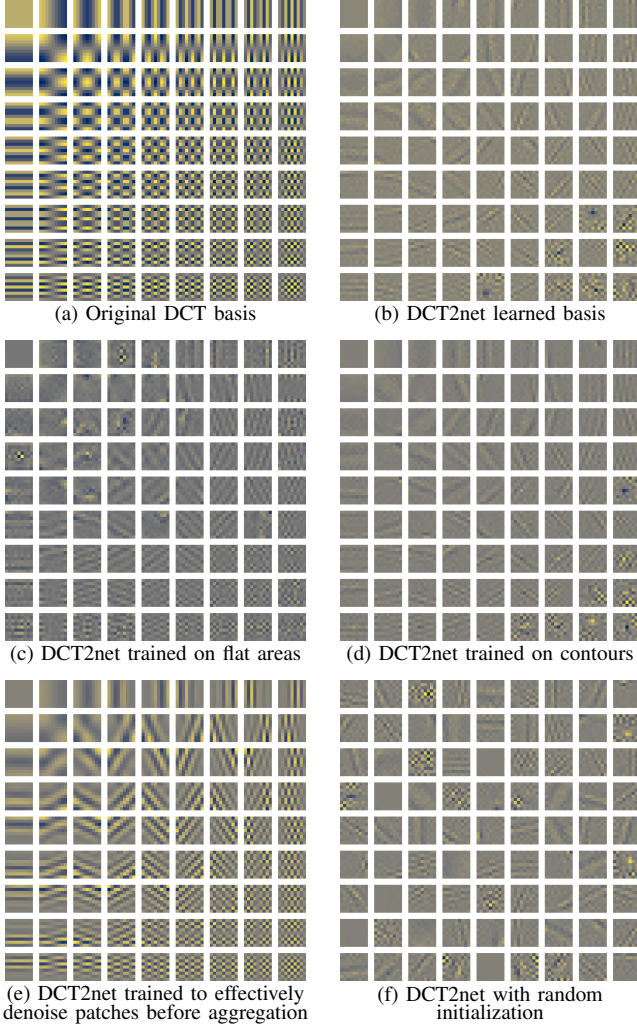 (a) Original DCT basis
(b) DCT2net learned basis
(c) DCT2net trained on flat areas
(d) DCT2net trained on contours
(e) DCT2net trained to effectively
denoise patches before aggregation
(f) DCT2net with random
initialization